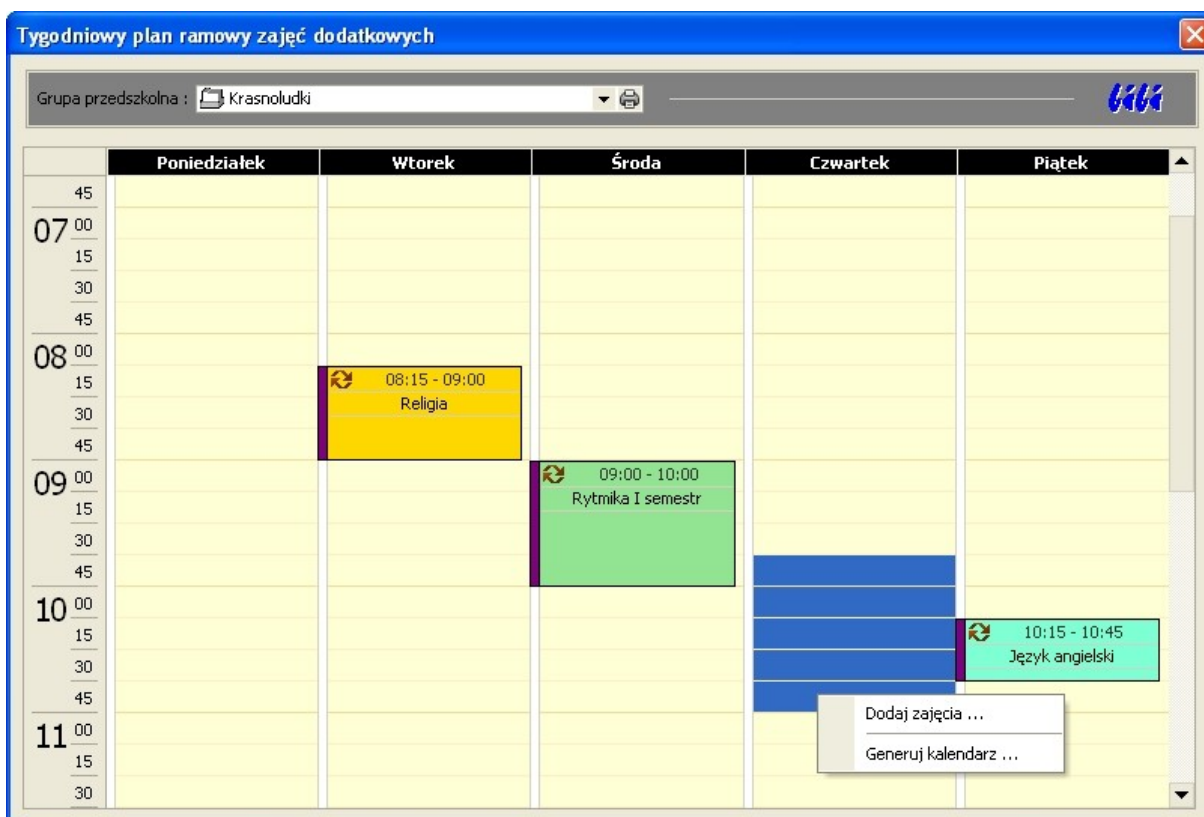 Tygodniowy plan ramowy zajęć dodatkowych
Grupa przedszkolna : Krasnoludki
bibi
Poniedziałek Wtorek Środa Czwartek Piątek
45
07 00
15
30
45
08 00
15 08:15 - 09:00
30 Religia
45
09 00 09:00 - 10:00
15 Rytmika I semestr
30
45
10 00
15 10:15 - 10:45
30 Język angielski
45 Dodaj zajęcia ...
11 00
15 Generuj kalendarz ...
30